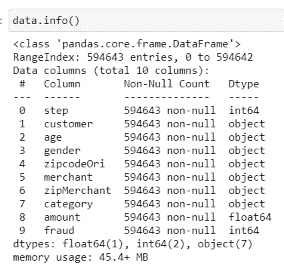 : data.info()
<class 'pandas.core.frame.DataFrame'>
RangeIndex: 594643 entries, 0 to 594642
Data columns (total 10 columns):
#   Column       Non-Null Count   Dtype
---  ------       --------------   -----
0   step         594643 non-null  int64
1   customer     594643 non-null  object
2   age          594643 non-null  object
3   gender       594643 non-null  object
4   zipcodeOri   594643 non-null  object
5   merchant     594643 non-null  object
6   zipMerchant  594643 non-null  object
7   category     594643 non-null  object
8   amount       594643 non-null  float64
9   fraud        594643 non-null  int64
dtypes: float64(1), int64(2), object(7)
memory usage: 45.4+ MB